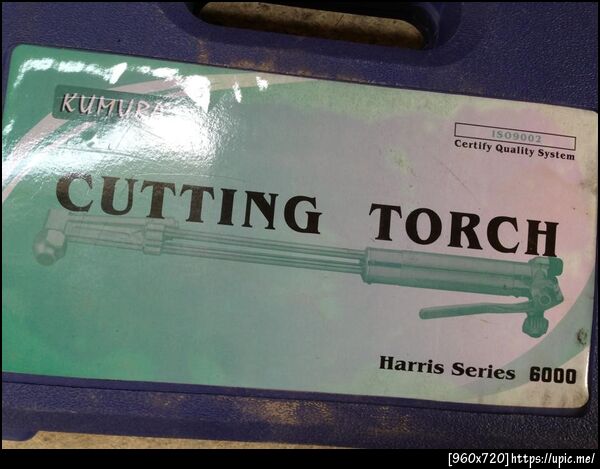 KUMURA
ISO9002
Certify Quality System
CUTTING TORCH
Harris Series 6000
[960x720]https://upic.me/